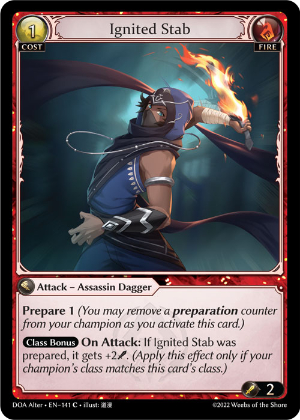 1
Ignited Stab
COST
FIRE
Attack – Assassin Dagger
Prepare 1 (You may remove a preparation counter
from your champion as you activate this card.)
Class Bonus On Attack: If Ignited Stab was
prepared, it gets +2. (Apply this effect only if your
champion's class matches this card's class.)
2
DOA Alter • EN-141 C • illust: 道道
©2022 Weebs of the Shore